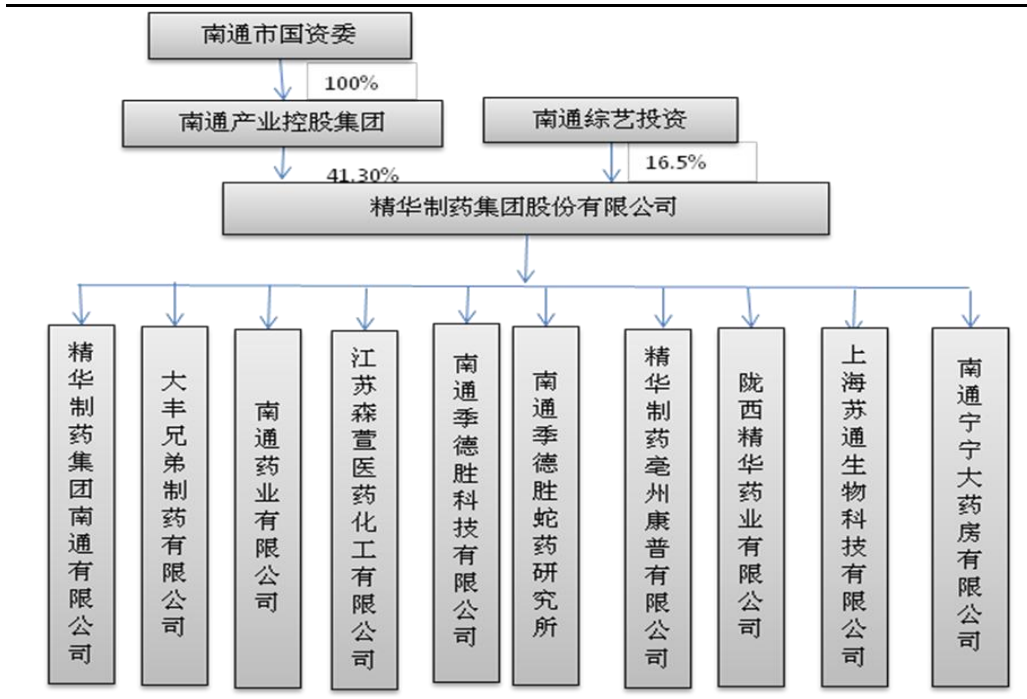 南通市国资委
100%
南通产业控股集团
南通综艺投资
41.30%
16.5%
精华制药集团股份有限公司
精华制药集团南通有限公司
大丰兄弟制药有限公司
南通药业有限公司
江苏森萱医药化工有限公司
南通季德胜科技有限公司
南通季德胜蛇药研究所
精华制药亳州康普有限公司
陇西精华药业有限公司
上海苏通生物科技有限公司
南通宁宁大药房有限公司